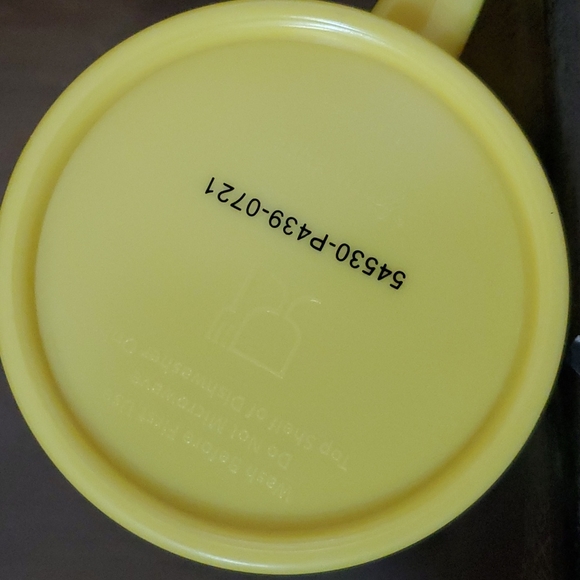 54530-P439-0721
Wash Before First Use
Do Not Microwave
Top Shelf of Dishwasher Only